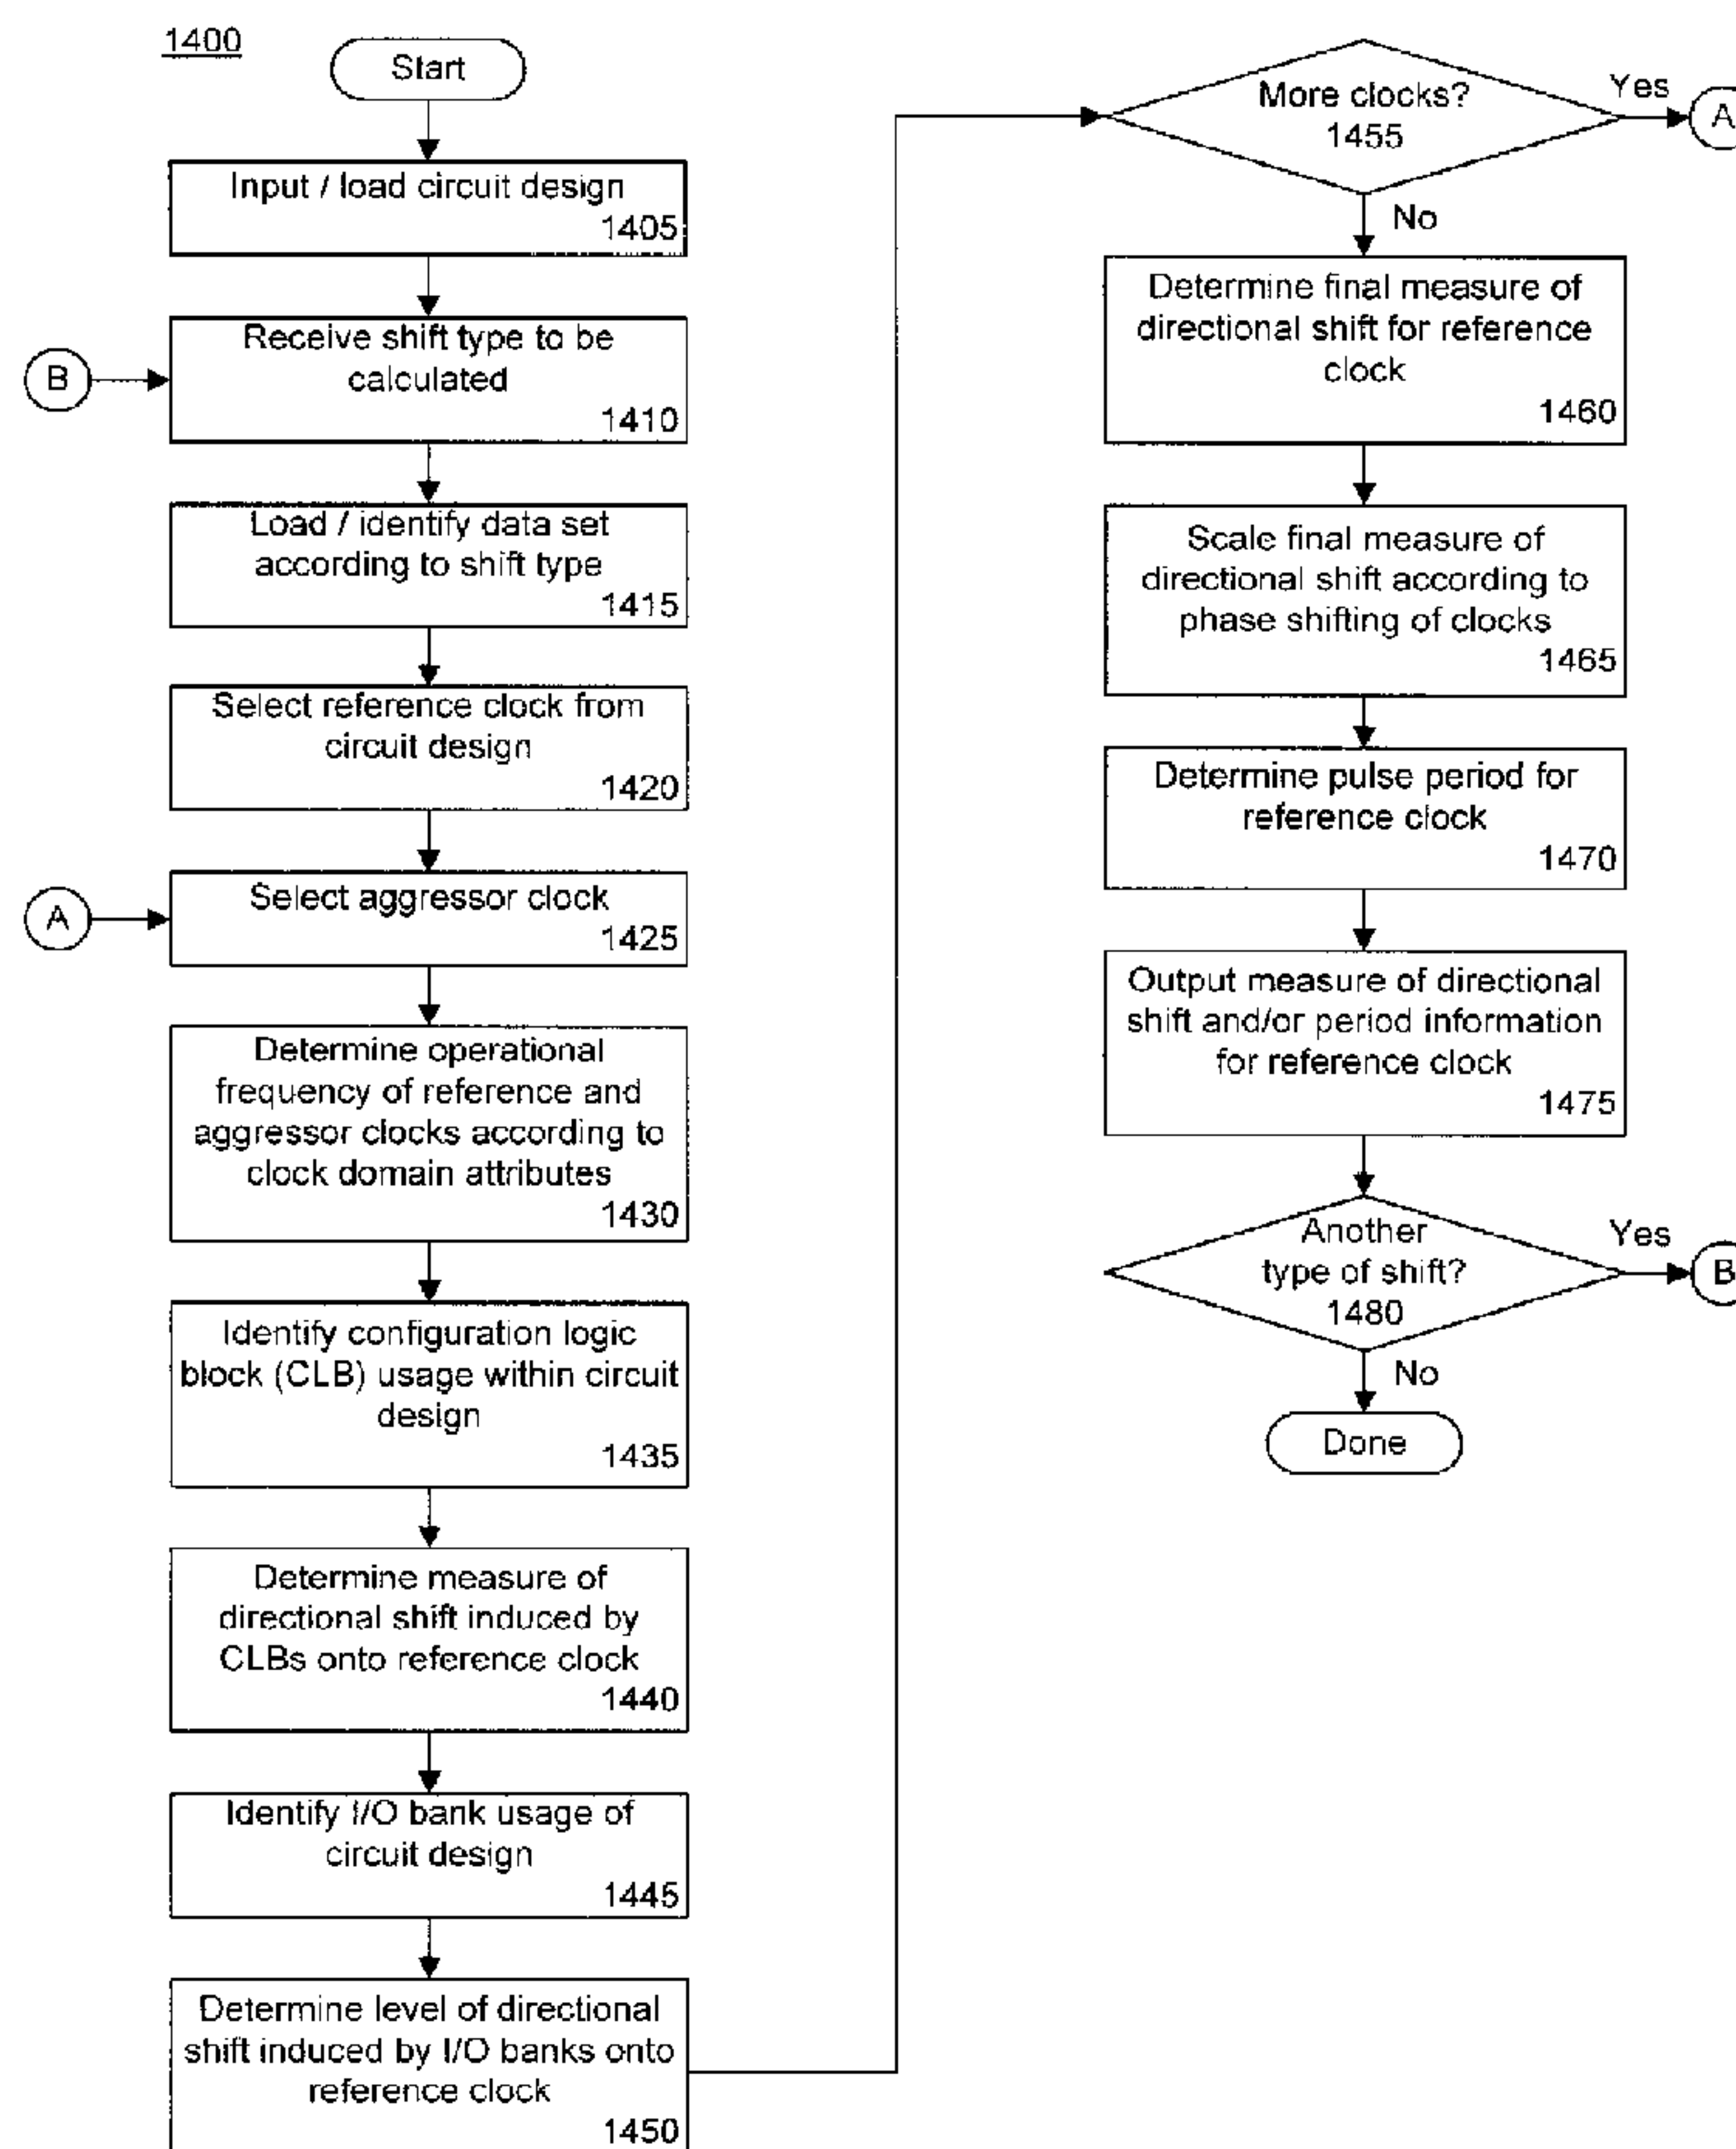 1400
Start
Input / load circuit design
1405
B
Receive shift type to be
calculated
1410
Load / identify data set
according to shift type
1415
Select reference clock from
circuit design
1420
A
Select aggressor clock
1425
Determine operational
frequency of reference and
aggressor clocks according to
clock domain attributes
1430
Identify configuration logic
block (CLB) usage within circuit
design
1435
Determine measure of
directional shift induced by
CLBs onto reference clock
1440
Identify I/O bank usage of
circuit design
1445
Determine level of directional
shift induced by I/O banks onto
reference clock
1450
More clocks?
1455
Yes
A
No
Determine final measure of
directional shift for reference
clock
1460
Scale final measure of
directional shift according to
phase shifting of clocks
1465
Determine pulse period for
reference clock
1470
Output measure of directional
shift and/or period information
for reference clock
1475
Another
type of shift?
1480
Yes
B
No
Done